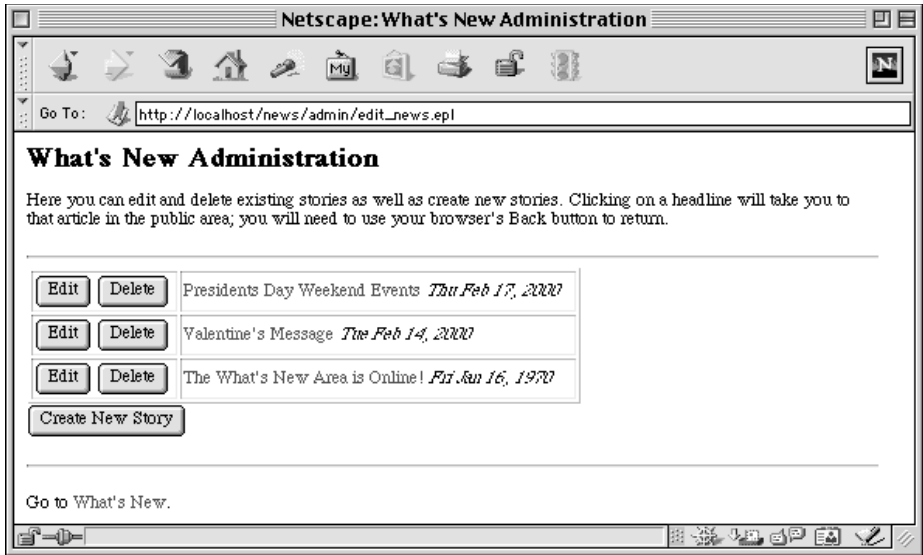 Netscape: What's New Administration
My
N
Go To: http://localhost/news/admin/edit_news.epl
What's New Administration
Here you can edit and delete existing stories as well as create new stories. Clicking on a headline will take you to
that article in the public area; you will need to use your browser's Back button to return.
Edit Delete Presidents Day Weekend Events Thu Feb 17, 2000
Edit Delete Valentine's Message Tue Feb 14, 2000
Edit Delete The What's New Area is Online! Fri Jan 16, 1970
Create New Story
Go to What's New.